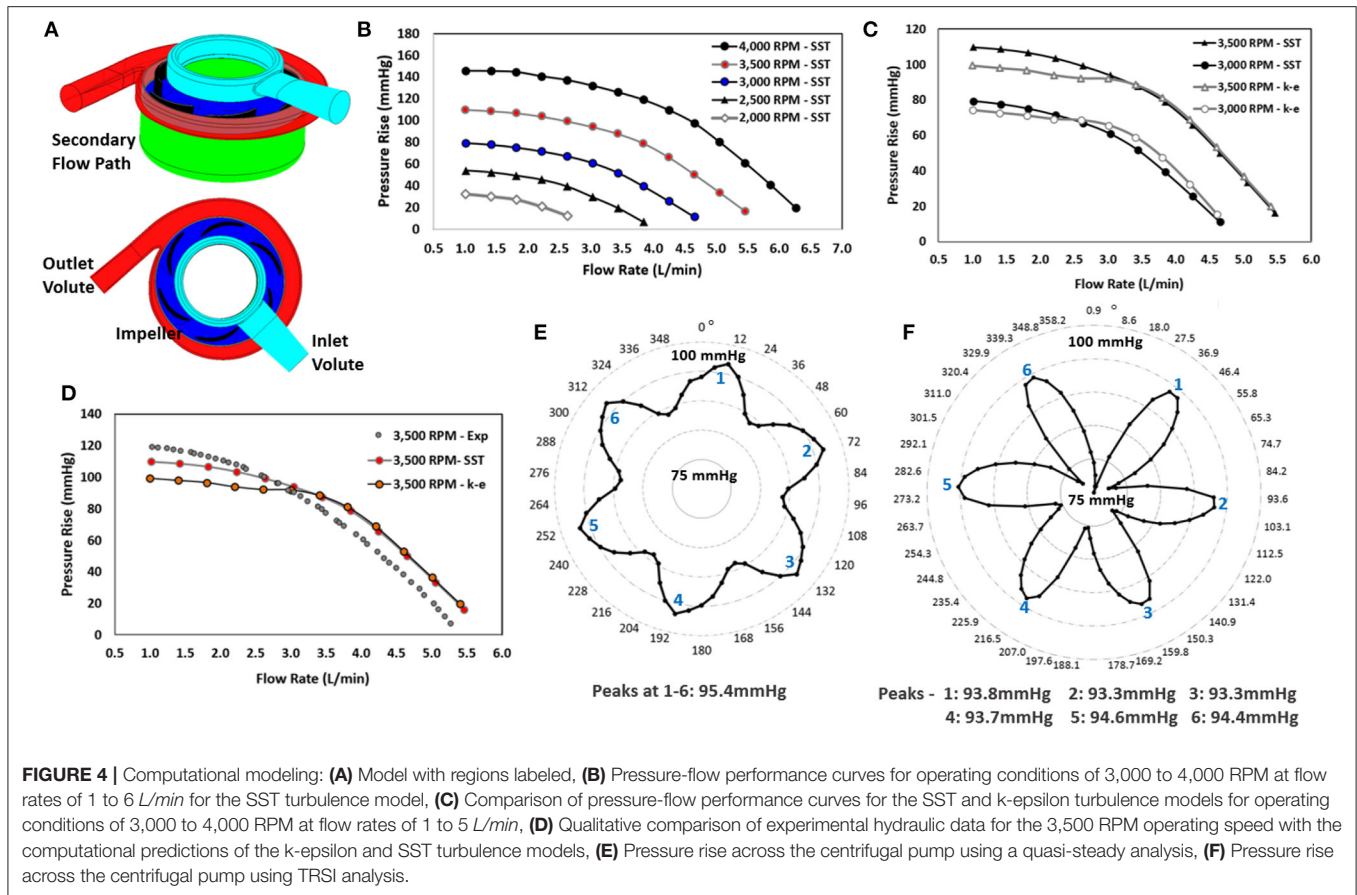 A
Secondary
Flow Path
Outlet
Volute
Impeller
Inlet
Volute
B
Pressure Rise (mmHg)
180
160
140
120
100
80
60
40
20
0
0.5 1.0 1.5 2.0 2.5 3.0 3.5 4.0 4.5 5.0 5.5 6.0 6.5 7.0
Flow Rate (L/min)
4,000 RPM - SST
3,500 RPM - SST
3,000 RPM - SST
2,500 RPM - SST
2,000 RPM - SST
C
Pressure Rise (mmHg)
120
100
80
60
40
20
0
0.5 1.0 1.5 2.0 2.5 3.0 3.5 4.0 4.5 5.0 5.5 6.0
Flow Rate (L/min)
3,500 RPM - SST
3,000 RPM - SST
3,500 RPM - k-e
3,000 RPM - k-e
D
Pressure Rise (mmHg)
140
120
100
80
60
40
20
0
0.5 1.0 1.5 2.0 2.5 3.0 3.5 4.0 4.5 5.0 5.5 6.0
Flow Rate (L/min)
3,500 RPM - Exp
3,500 RPM- SST
3,500 RPM - k-e
E
0 °
12
24
36
48
60
72
84
96
108
120
132
144
156
168
180
192
204
216
228
240
252
264
276
288
300
312
324
336
348
100 mmHg
75 mmHg
1
2
3
4
5
6
Peaks at 1-6: 95.4mmHg
F
0.9 °
8.6
18.0
27.5
36.9
46.4
55.8
65.3
74.7
84.2
93.6
103.1
112.5
122.0
131.4
140.9
150.3
159.8
169.2
178.7
188.1
197.6
207.0
216.5
225.9
235.4
244.8
254.3
263.7
273.2
282.6
292.1
301.5
311.0
320.4
329.9
339.3
348.8
358.2
100 mmHg
75 mmHg
1
2
3
4
5
6
Peaks - 1: 93.8mmHg 2: 93.3mmHg 3: 93.3mmHg
4: 93.7mmHg 5: 94.6mmHg 6: 94.4mmHg
FIGURE 4 | Computational modeling: (A) Model with regions labeled, (B) Pressure-flow performance curves for operating conditions of 3,000 to 4,000 RPM at flow
rates of 1 to 6 L/min for the SST turbulence model, (C) Comparison of pressure-flow performance curves for the SST and k-epsilon turbulence models for operating
conditions of 3,000 to 4,000 RPM at flow rates of 1 to 5 L/min, (D) Qualitative comparison of experimental hydraulic data for the 3,500 RPM operating speed with the
computational predictions of the k-epsilon and SST turbulence models, (E) Pressure rise across the centrifugal pump using a quasi-steady analysis, (F) Pressure rise
across the centrifugal pump using TRSI analysis.